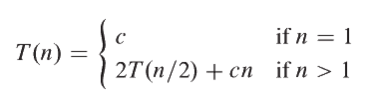 T(n) = { c if n = 1
2T(n/2) + cn if n > 1